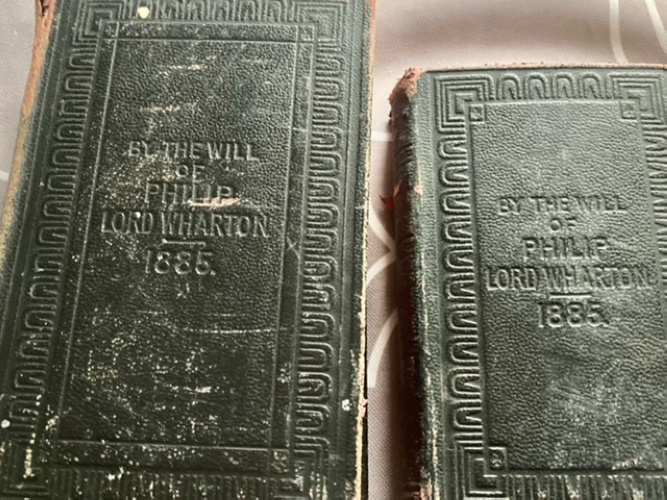 BY THE WILL
OF
PHILIP
LORD WHARTON
1885.
BY THE WILL
OF
PHILIP
LORD WHARTON
1885.